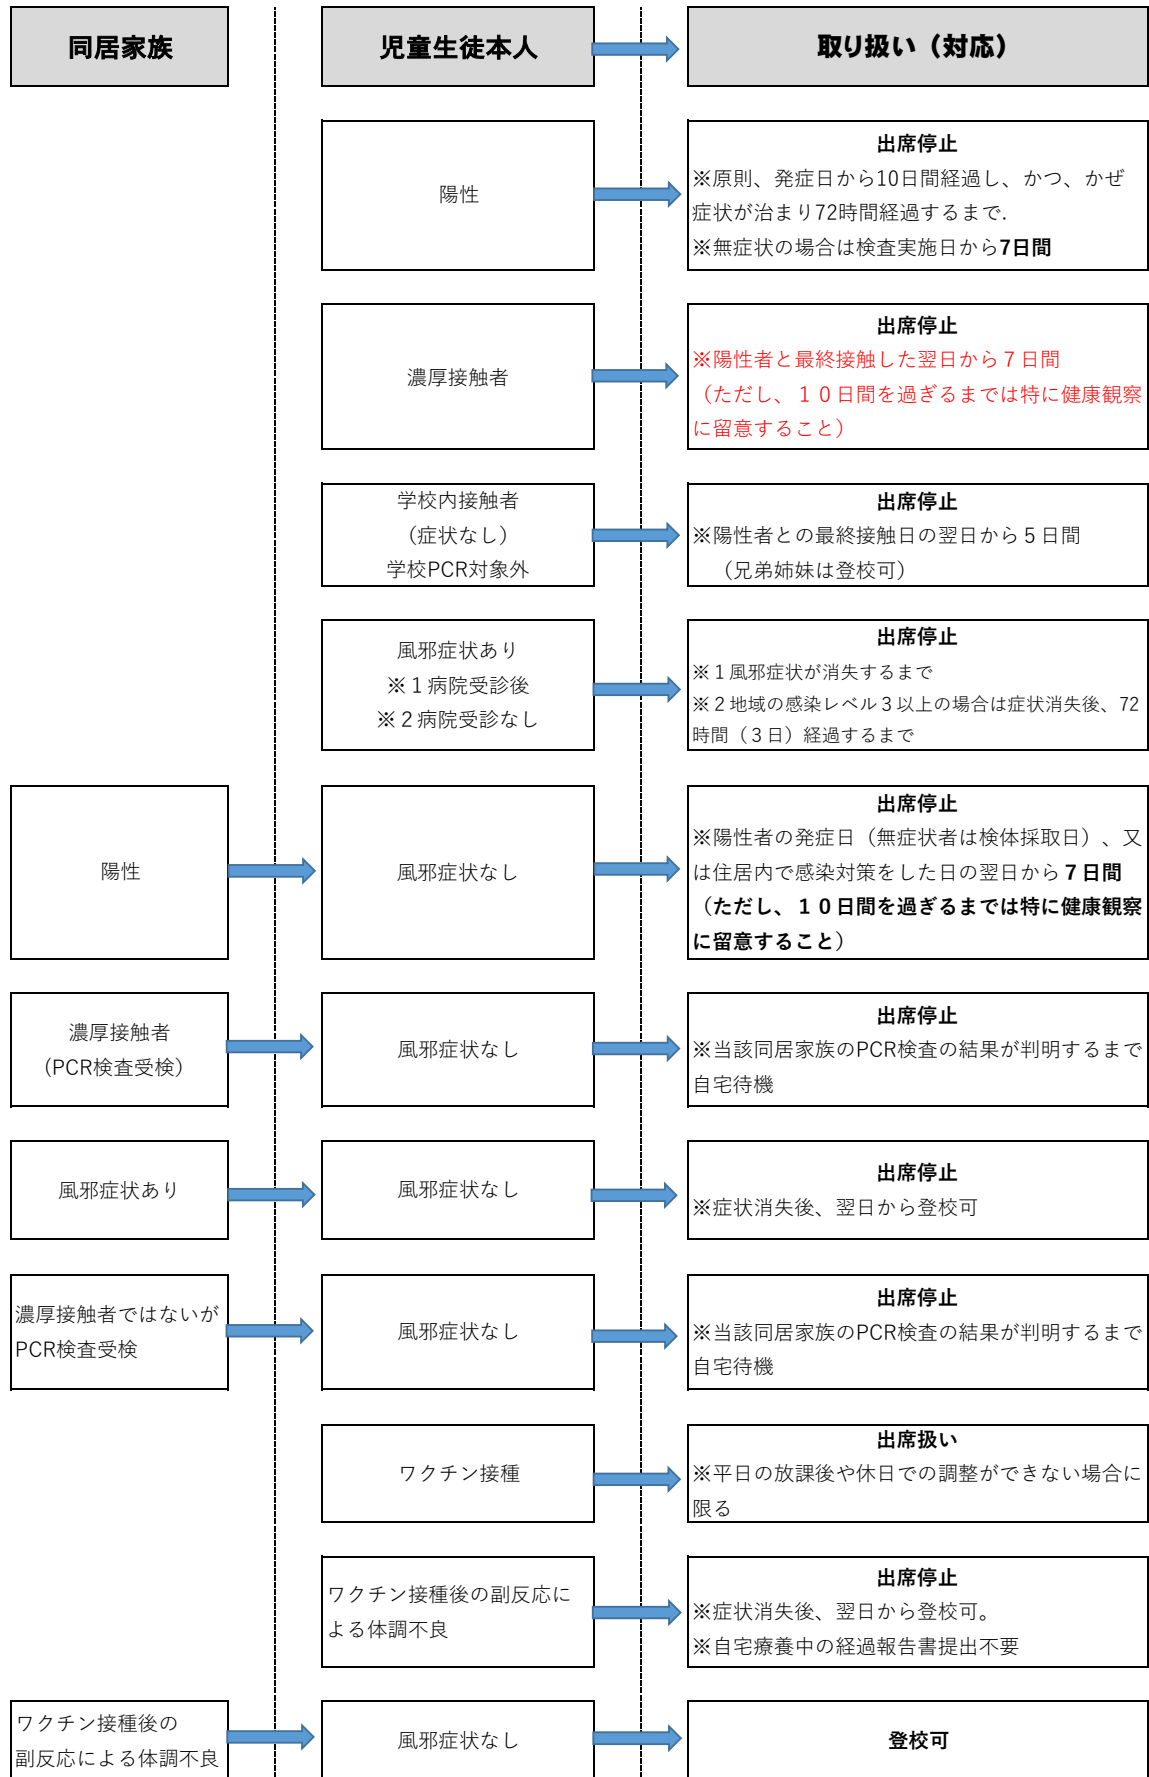 同居家族
児童生徒本人
取り扱い（対応）
陽性
出席停止
※原則、発症日から10日間経過し、かつ、かぜ
症状が治まり72時間経過するまで.
※無症状の場合は検査実施日から7日間
濃厚接触者
出席停止
※陽性者と最終接触した翌日から７日間
（ただし、１０日間を過ぎるまでは特に健康観察
に留意すること）
学校内接触者
（症状なし）
学校PCR対象外
出席停止
※陽性者との最終接触日の翌日から５日間
（兄弟姉妹は登校可）
風邪症状あり
※１病院受診後
※２病院受診なし
出席停止
※１風邪症状が消失するまで
※２地域の感染レベル３以上の場合は症状消失後、72
時間（３日）経過するまで
陽性
風邪症状なし
出席停止
※陽性者の発症日（無症状者は検体採取日）、又
は住居内で感染対策をした日の翌日から７日間
（ただし、１０日間を過ぎるまでは特に健康観察
に留意すること）
濃厚接触者
（PCR検査受検）
風邪症状なし
出席停止
※当該同居家族のPCR検査の結果が判明するまで
自宅待機
風邪症状あり
風邪症状なし
出席停止
※症状消失後、翌日から登校可
濃厚接触者ではないが
PCR検査受検
風邪症状なし
出席停止
※当該同居家族のPCR検査の結果が判明するまで
自宅待機
ワクチン接種
出席扱い
※平日の放課後や休日での調整ができない場合に
限る
ワクチン接種後の副反応に
よる体調不良
出席停止
※症状消失後、翌日から登校可。
※自宅療養中の経過報告書提出不要
ワクチン接種後の
副反応による体調不良
風邪症状なし
登校可